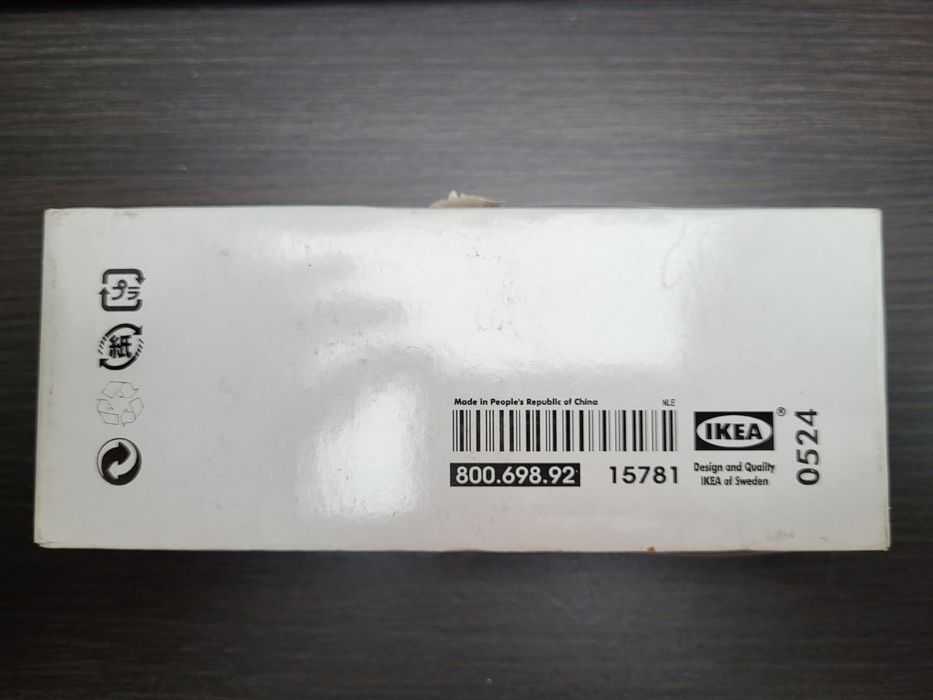 プラ
紙
Made in People's Republic of China
NLE
800.698.92
15781
IKEA®
Design and Quality
IKEA of Sweden
0524